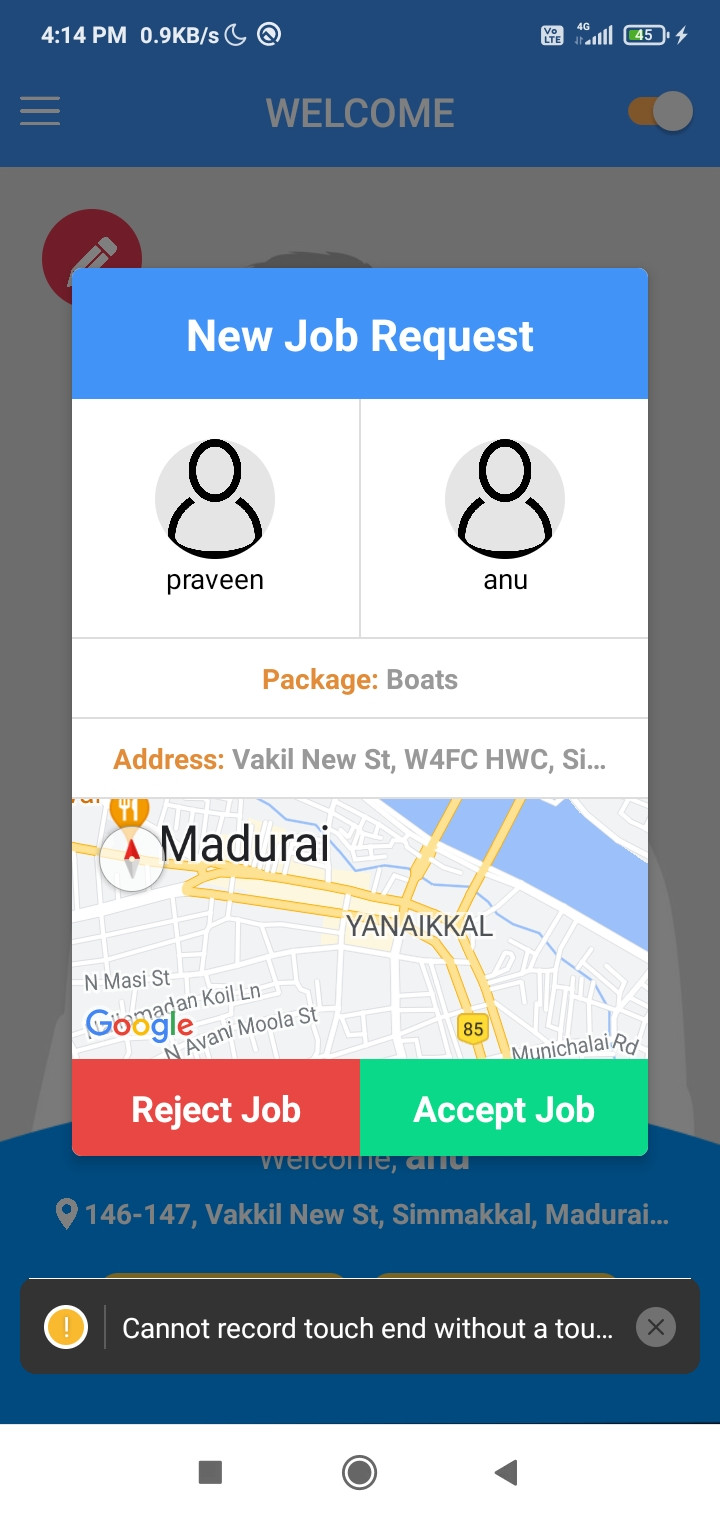 4:14 PM 0.9KB/s Vo LTE 4G 45
WELCOME
New Job Request
praveen
anu
Package: Boats
Address: Vakil New St, W4FC HWC, Si...
Madurai
YANAIKKAL
N Masi St
Koil Ln
Google
N Avani Moola St
85
Munichalai Rd
Reject Job
Accept Job
Welcome, anu
146-147, Vakkil New St, Simmakkal, Madurai...
! Cannot record touch end without a tou...